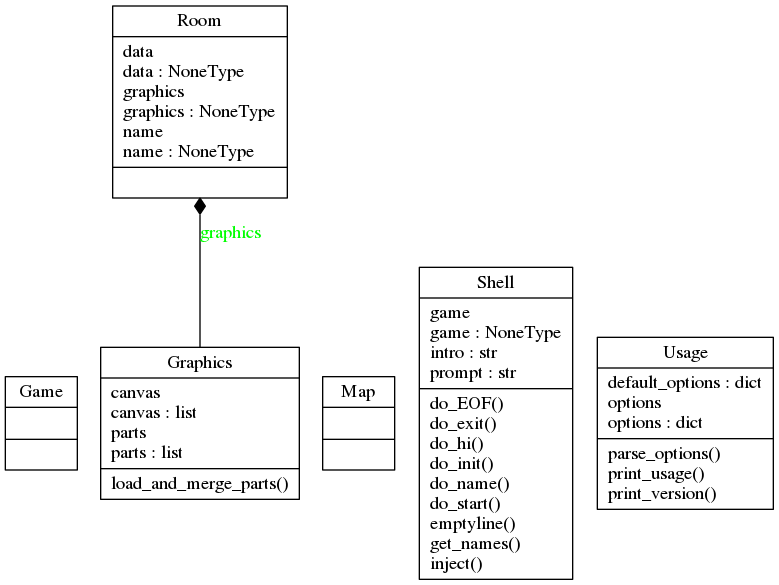 Room
data
data : NoneType
graphics
graphics : NoneType
name
name : NoneType
graphics
Game
Graphics
canvas
canvas : list
parts
parts : list
load_and_merge_parts()
Map
Shell
game
game : NoneType
intro : str
prompt : str
do_EOF()
do_exit()
do_hi()
do_init()
do_name()
do_start()
emptyline()
get_names()
inject()
Usage
default_options : dict
options
options : dict
parse_options()
print_usage()
print_version()